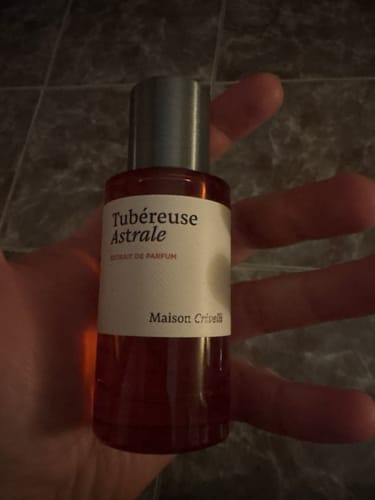 Tubéreuse
Astrale
EXTRAIT DE PARFUM
Maison Crivelli